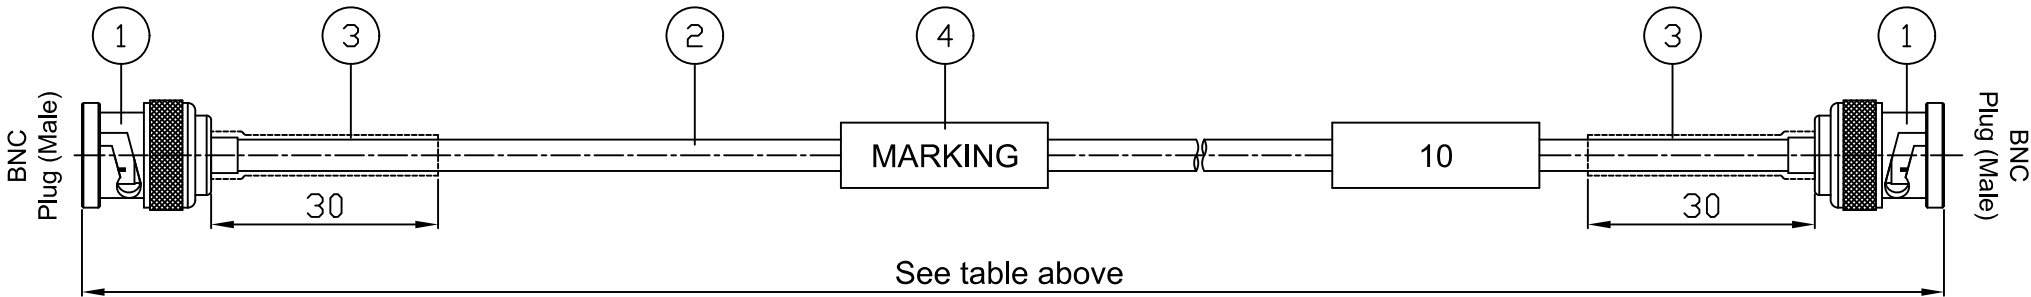 1
3
2
4
3
1
BNC
Plug (Male)
MARKING
10
BNC
Plug (Male)
30
30
See table above